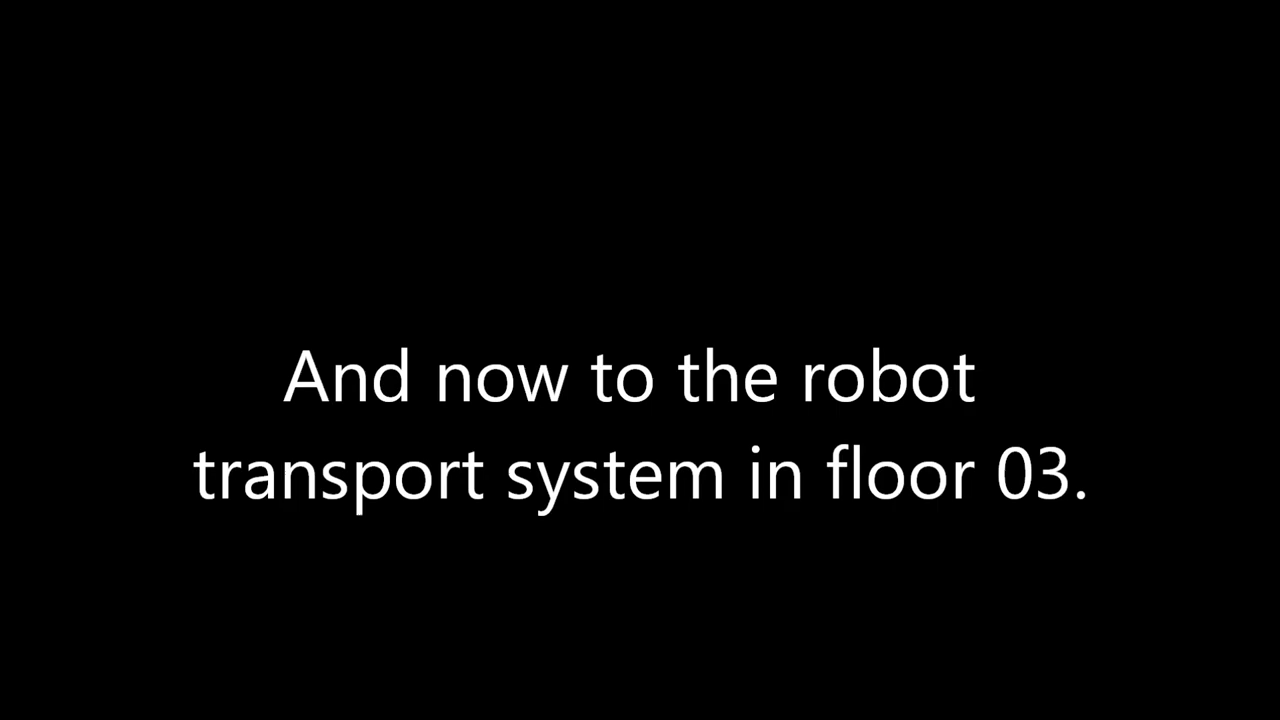 And now to the robot
transport system in floor 03.